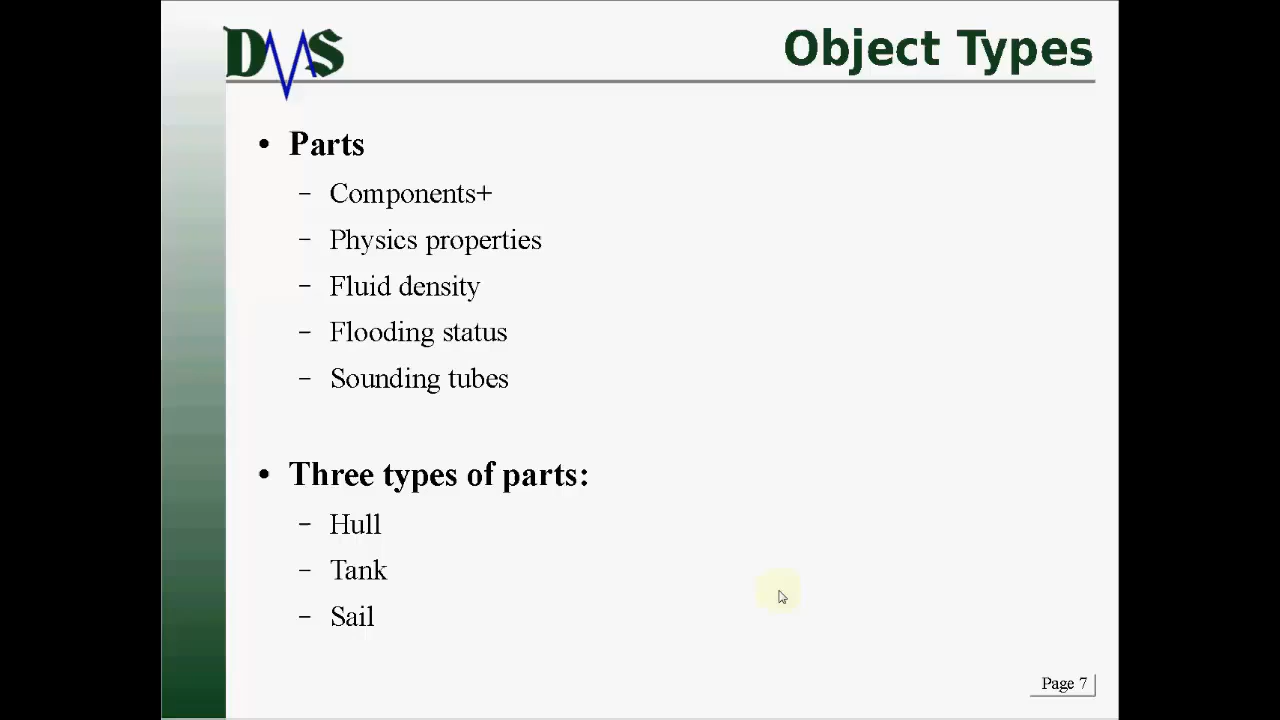 DMS
Object Types
• Parts
– Components+
– Physics properties
– Fluid density
– Flooding status
– Sounding tubes
• Three types of parts:
– Hull
– Tank
– Sail
Page 7